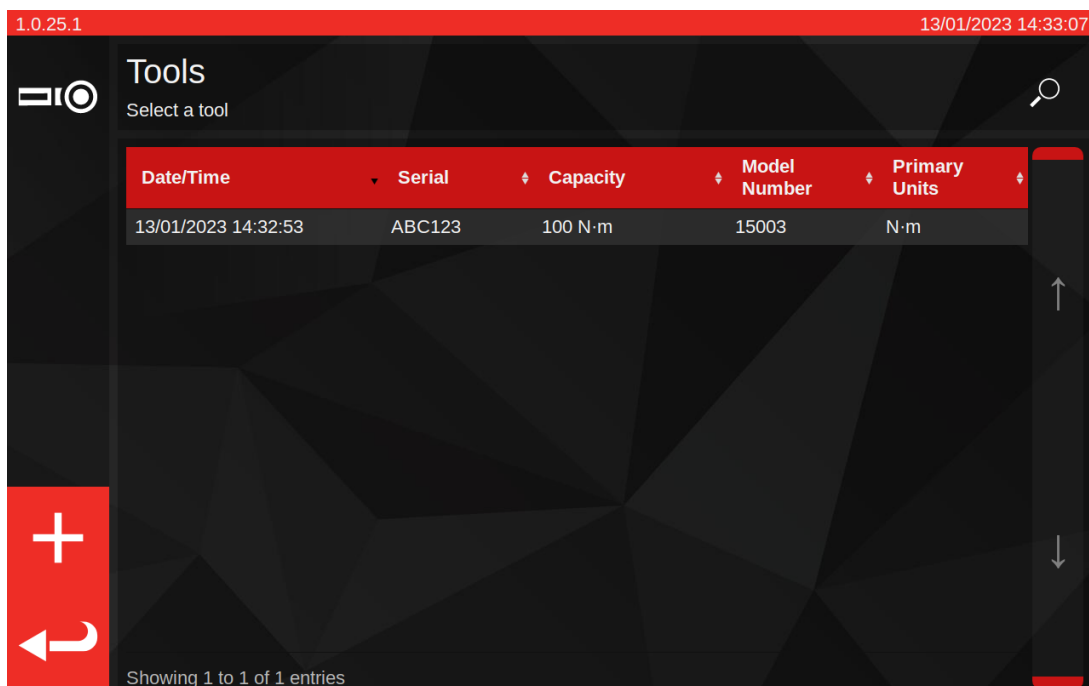 1.0.25.1 13/01/2023 14:33:07
Tools
Select a tool
Date/Time Serial Capacity Model Number Primary Units
13/01/2023 14:32:53 ABC123 100 N·m 15003 N·m
Showing 1 to 1 of 1 entries